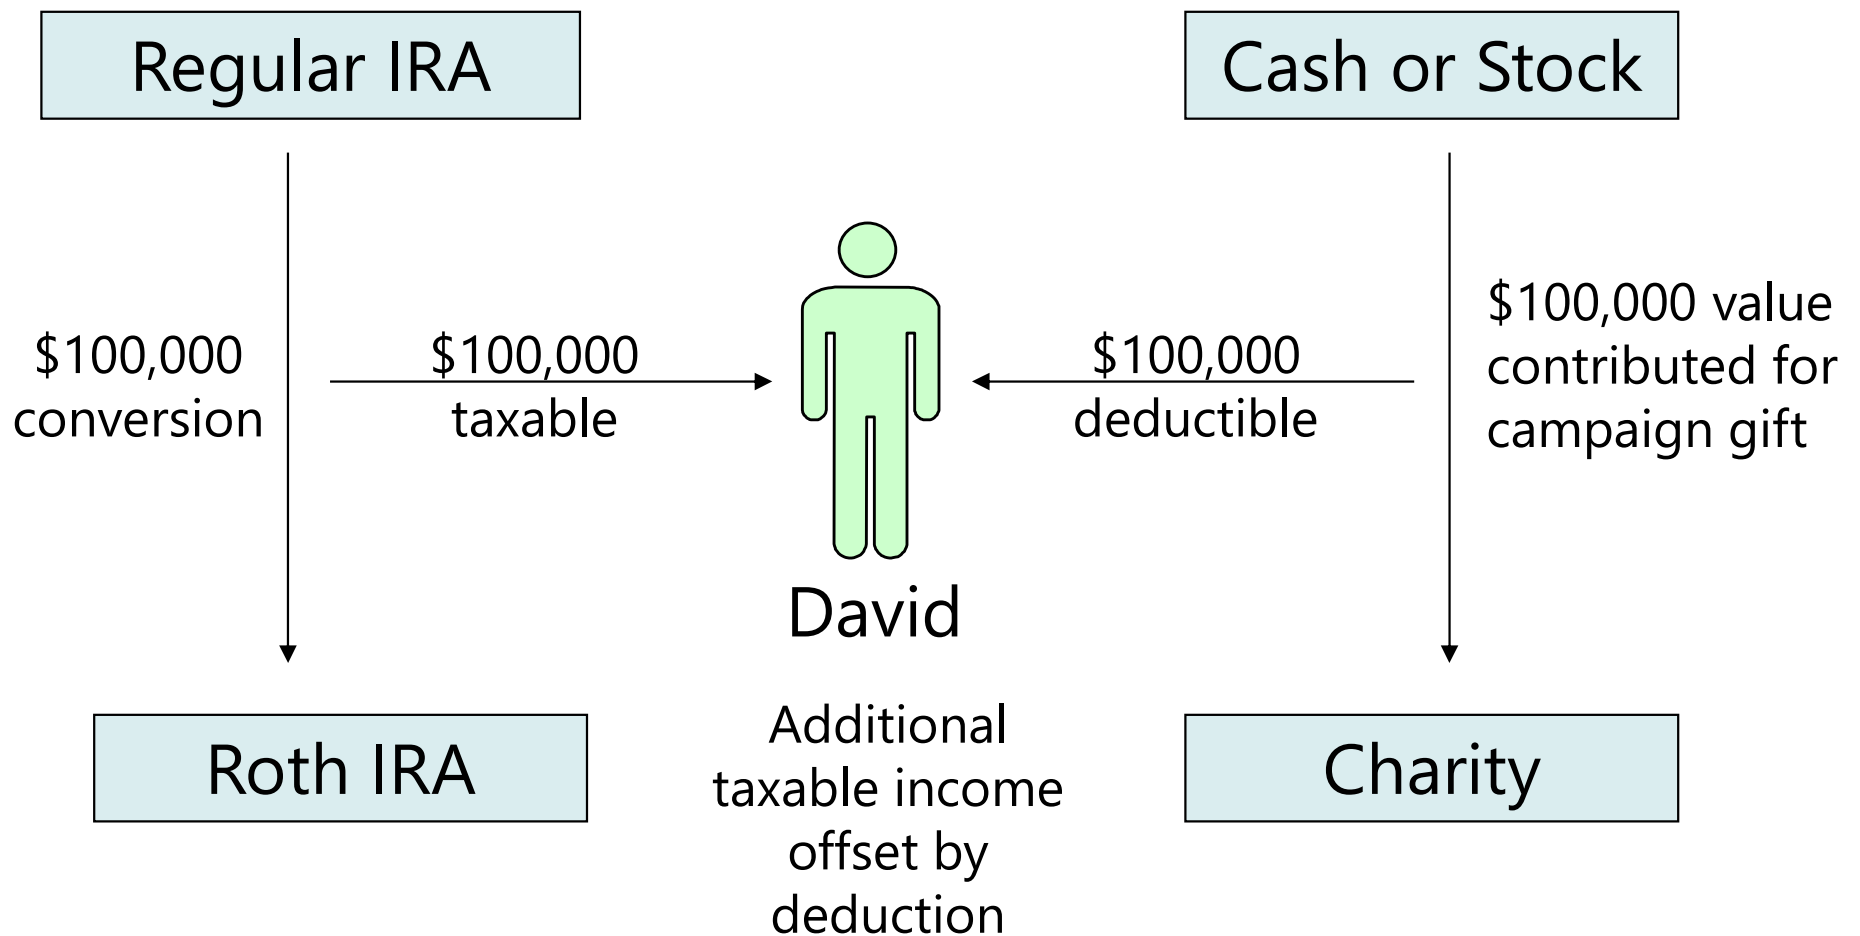 Regular IRA
Cash or Stock
$100,000
conversion
$100,000
taxable
$100,000
deductible
$100,000 value
contributed for
campaign gift
David
Additional
taxable income
offset by
deduction
Roth IRA
Charity